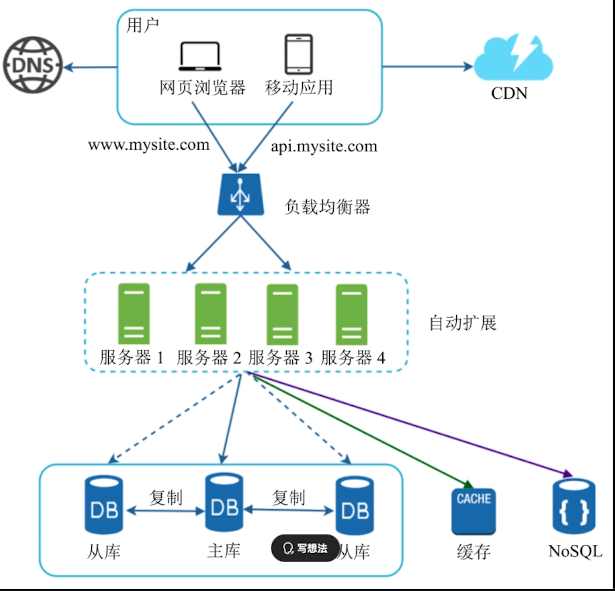 用户
DNS
网页浏览器
移动应用
CDN
www.mysite.com
api.mysite.com
负载均衡器
自动扩展
服务器 1
服务器 2
服务器 3
服务器 4
DB
复制
DB
复制
DB
CACHE
{ }
从库
主库
写想法
从库
缓存
NoSQL